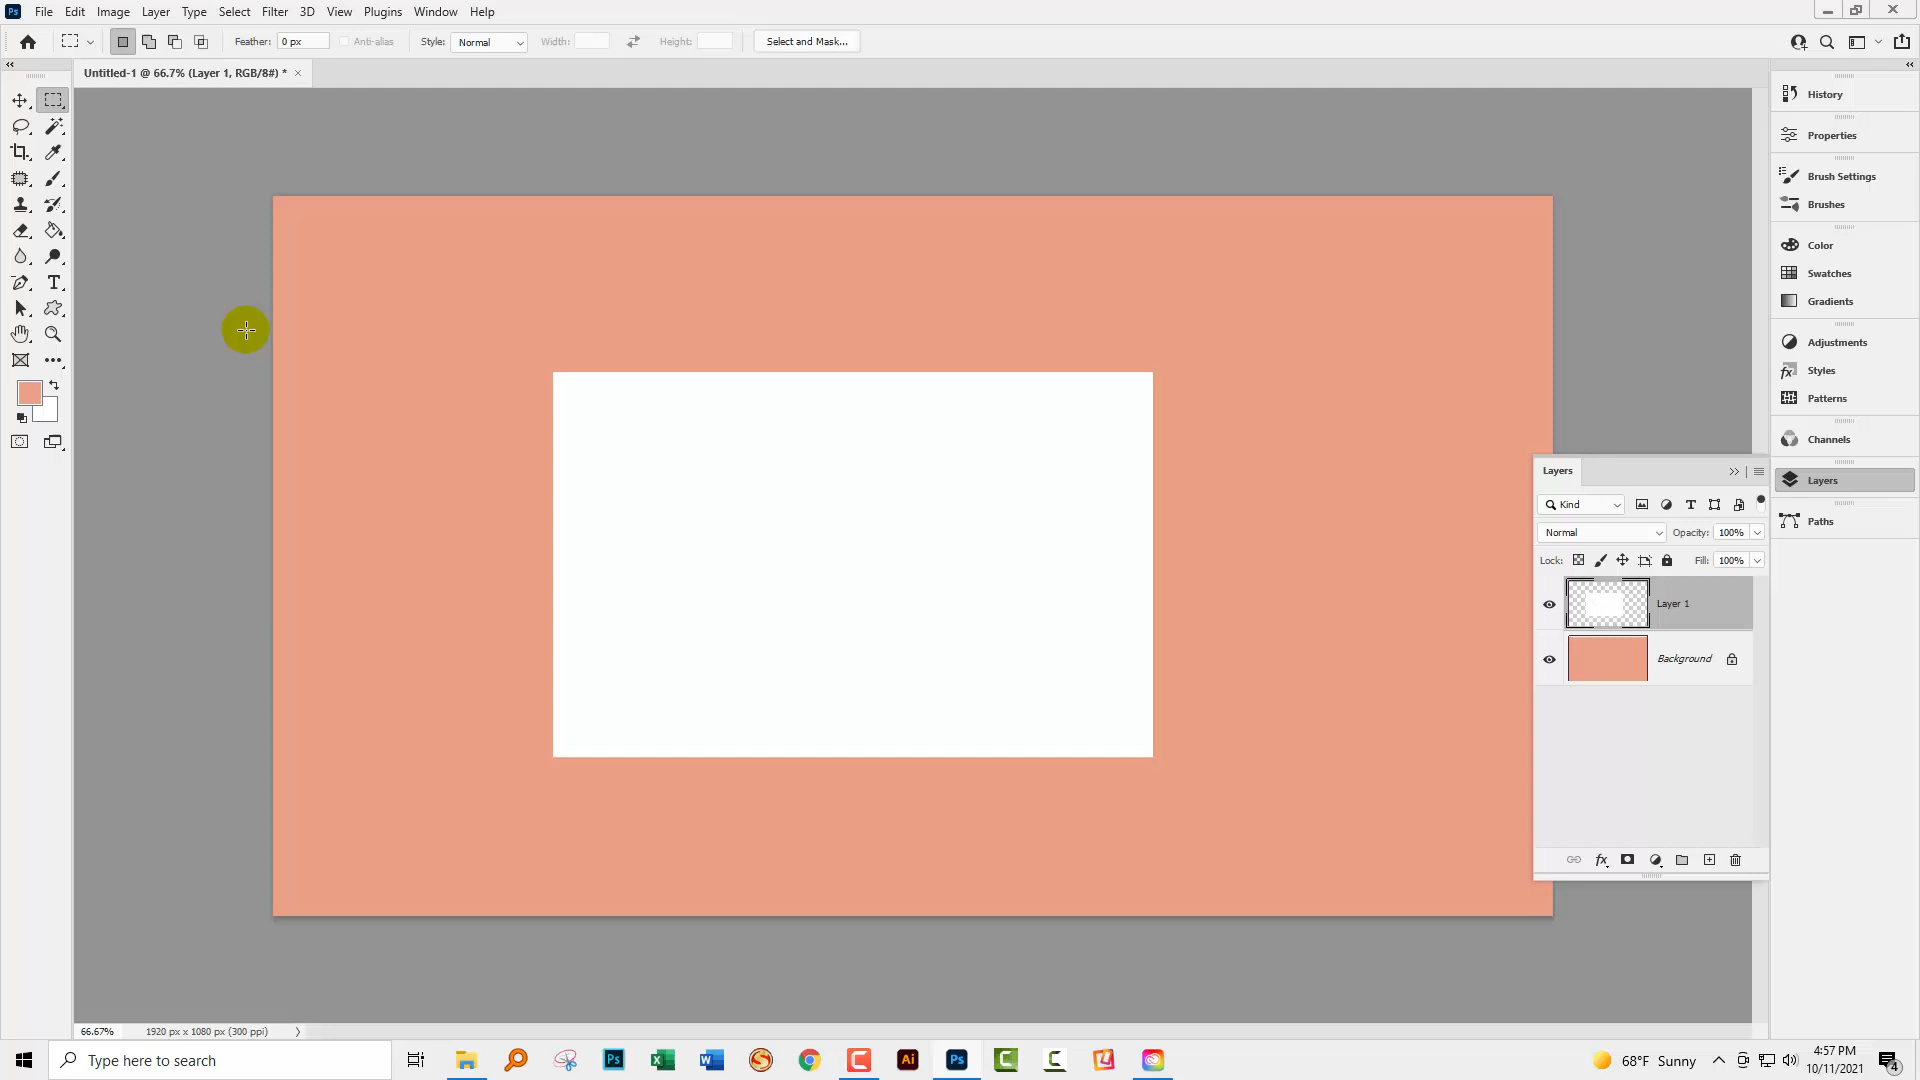 Ps File Edit Image Layer Type Select Filter 3D View Plugins Window Help
Feather: 0 px Anti-alias Style: Normal Width: Height: Select and Mask...
Untitled-1 @ 66.7% (Layer 1, RGB/8#) * ×
History
Properties
Brush Settings
Brushes
Color
Swatches
Gradients
Adjustments
Styles
Patterns
Channels
Layers
Paths
Layers
Kind
Normal Opacity: 100%
Lock: Fill: 100%
Layer 1
Background
fx
66.67% 1920 px x 1080 px (300 ppi)
Type here to search
68°F Sunny
4:57 PM
10/11/2021
4